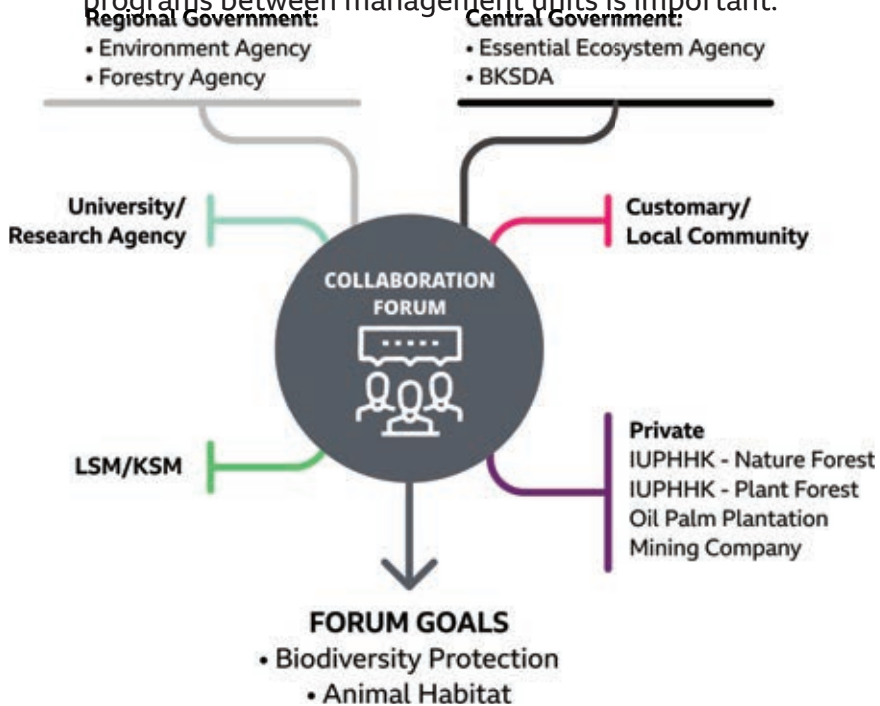 programs between management units is important.
Regional Government:
• Environment Agency
• Forestry Agency
Central Government:
• Essential Ecosystem Agency
• BKSDA
University/
Research Agency
Customary/
Local Community
COLLABORATION
FORUM
LSM/KSM
Private
IUPHHK - Nature Forest
IUPHHK - Plant Forest
Oil Palm Plantation
Mining Company
FORUM GOALS
• Biodiversity Protection
• Animal Habitat